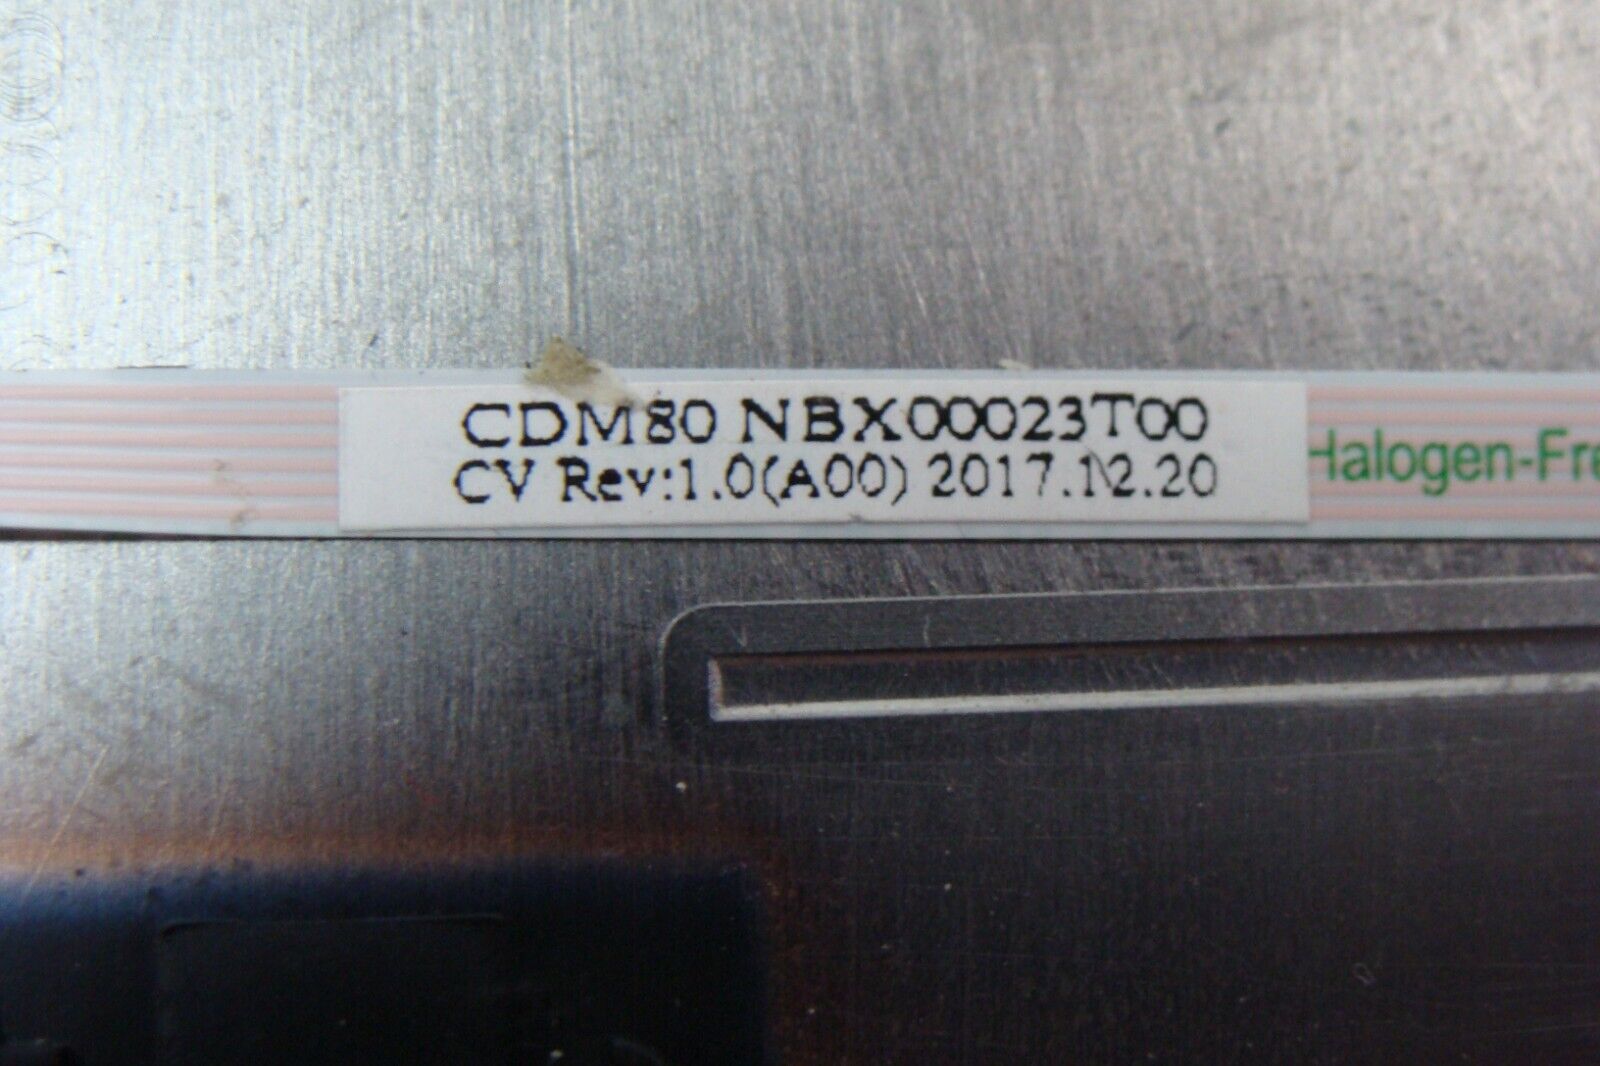 CDM80 NBX00023T00
CV Rev:1.0(A00) 2017.12.20
Halogen-Fre